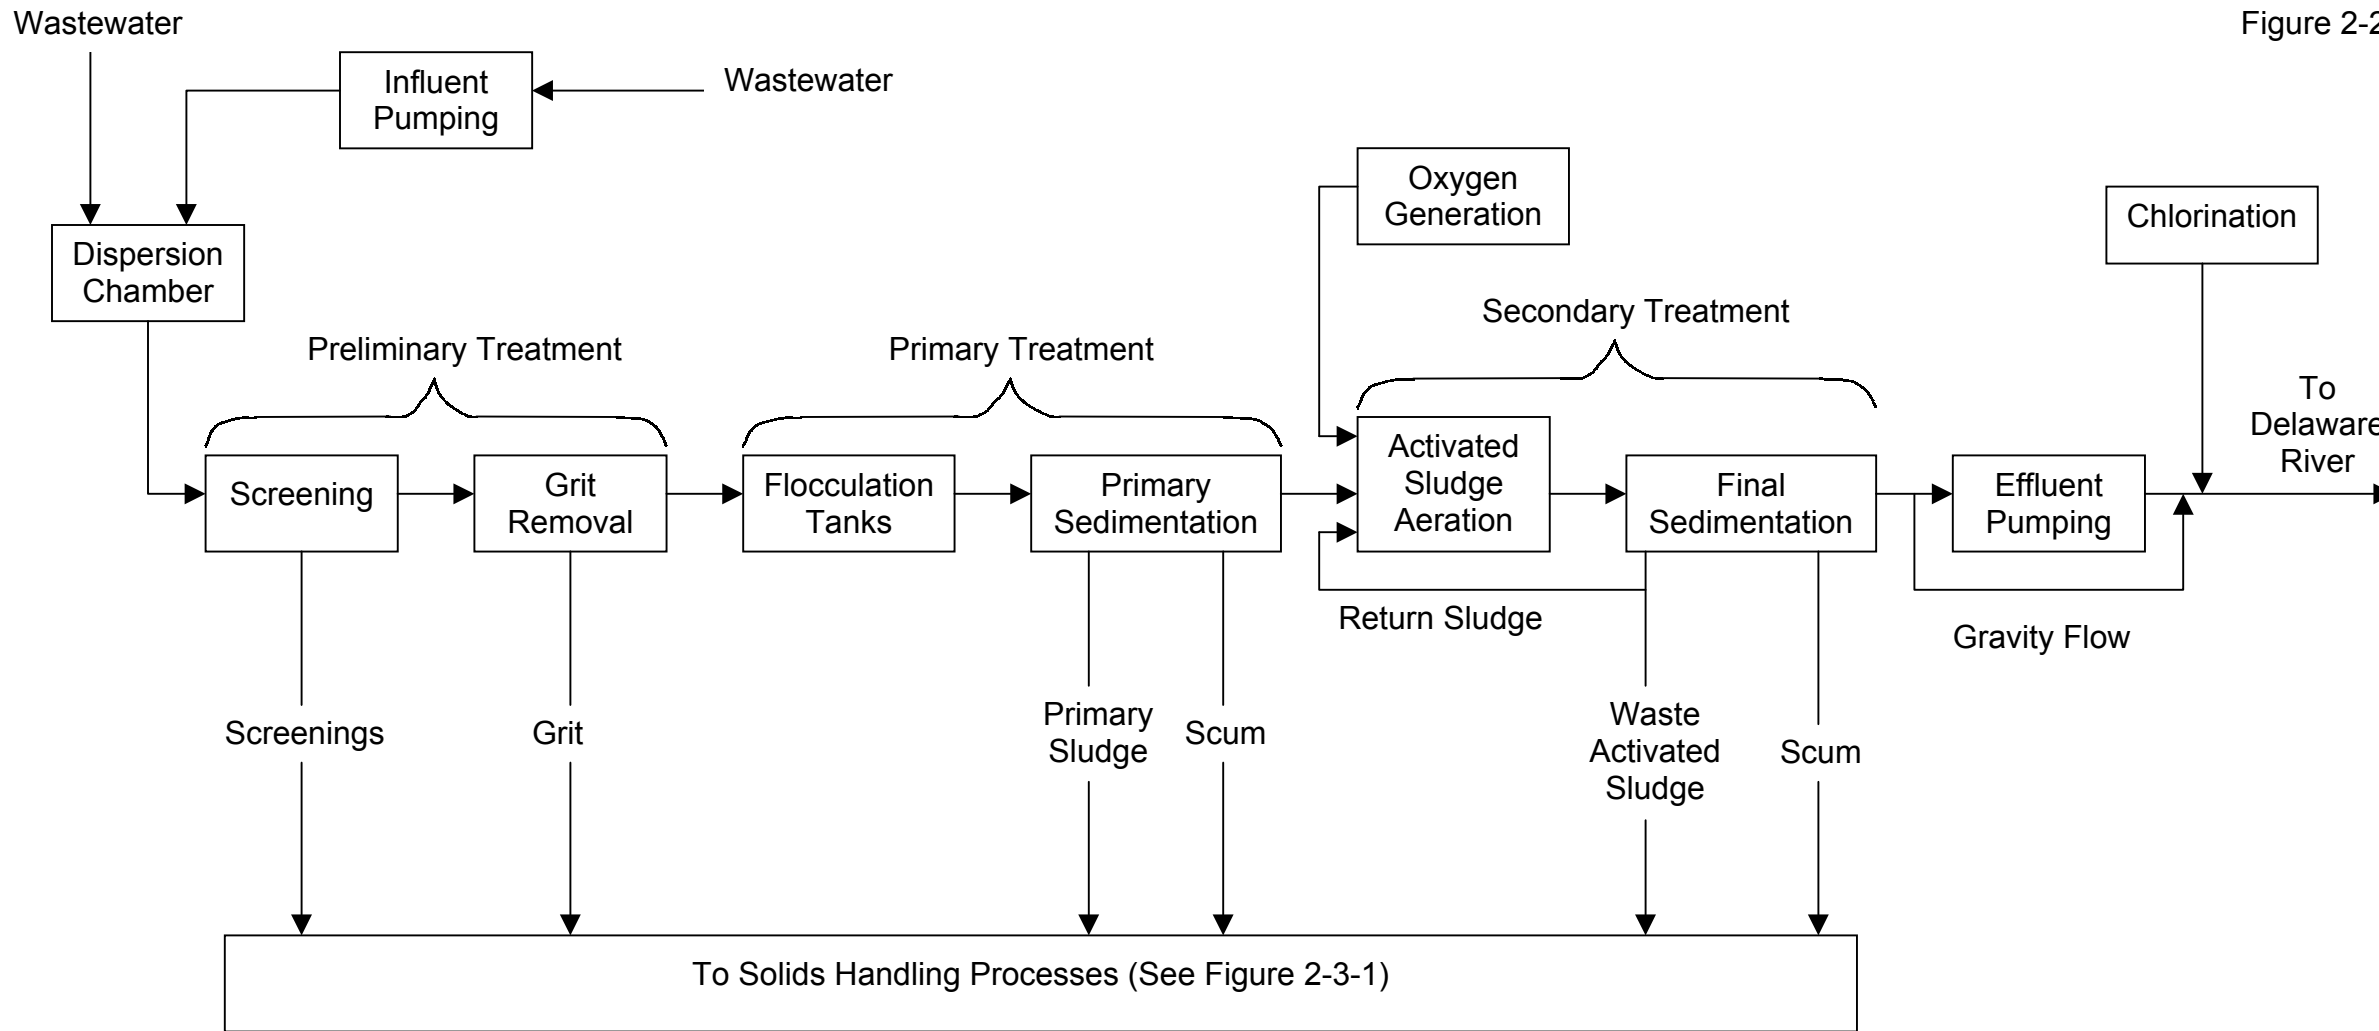 Wastewater
Figure 2-2
Influent
Pumping
Wastewater
Oxygen
Generation
Chlorination
Dispersion
Chamber
Preliminary Treatment
Primary Treatment
Secondary Treatment
To
Delaware
River
Screening
Grit
Removal
Flocculation
Tanks
Primary
Sedimentation
Activated
Sludge
Aeration
Final
Sedimentation
Effluent
Pumping
Return Sludge
Gravity Flow
Screenings
Grit
Primary
Sludge
Scum
Waste
Activated
Sludge
Scum
To Solids Handling Processes (See Figure 2-3-1)